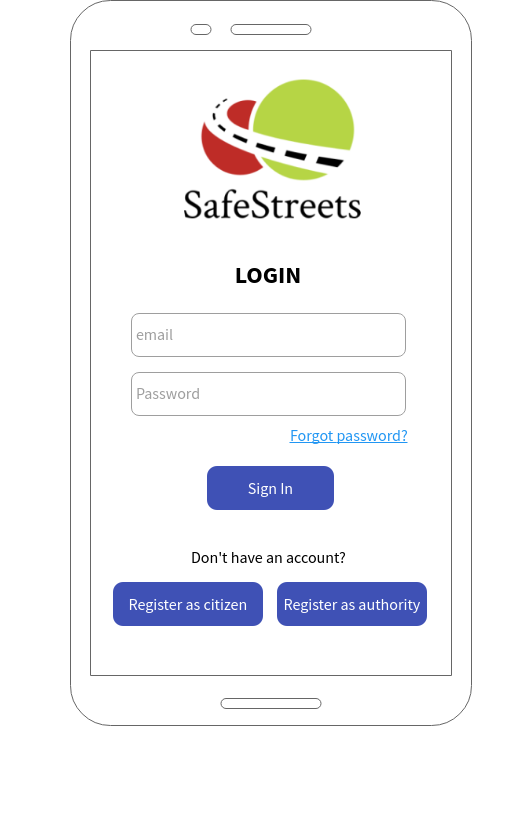 SafeStreets
LOGIN
email
Password
Forgot password?
Sign In
Don't have an account?
Register as citizen
Register as authority